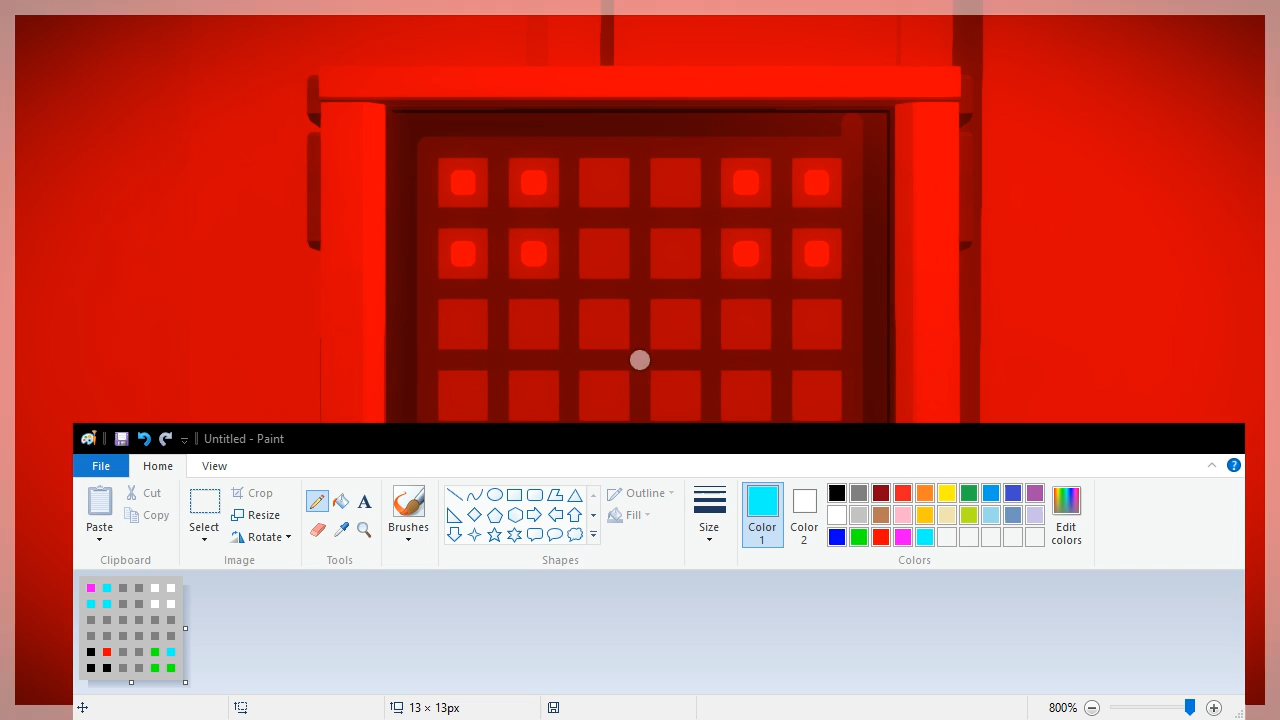 Untitled - Paint
File Home View
Cut
Copy
Paste
Clipboard
Crop
Resize
Rotate
Select
Image
A
Tools
Brushes
Outline
Fill
Shapes
Size
Color 1
Color 2
Edit colors
Colors
13 × 13px
800%